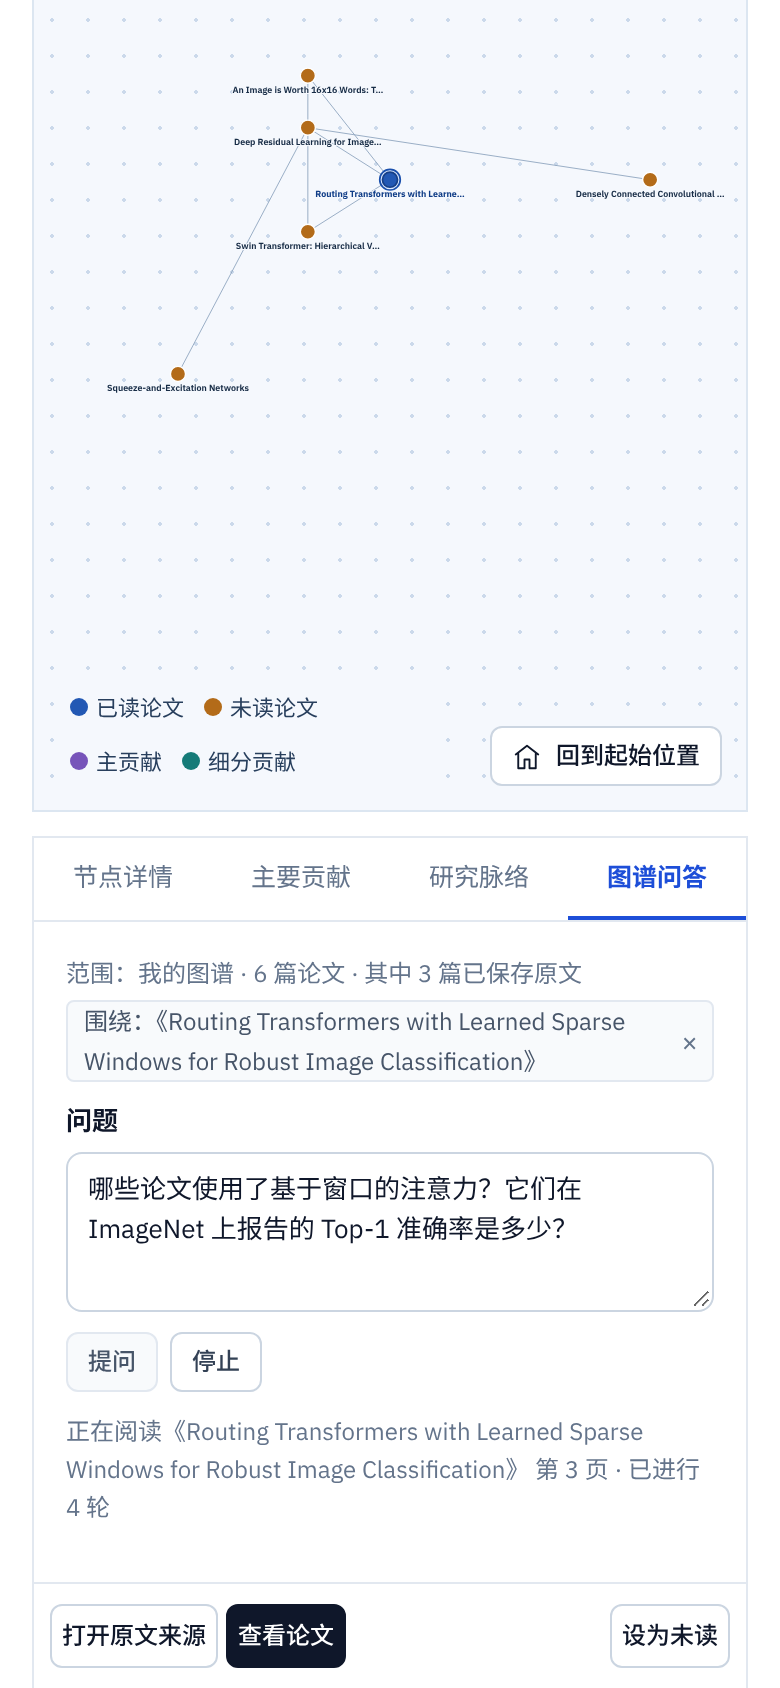 An Image is Worth 16x16 Words: T...
Deep Residual Learning for Image...
Routing Transformers with Learne...
Densely Connected Convolutional ...
Swin Transformer: Hierarchical V...
Squeeze-and-Excitation Networks
已读论文 未读论文
主贡献 细分贡献
回到起始位置
节点详情 主要贡献 研究脉络 图谱问答
范围：我的图谱 · 6 篇论文 · 其中 3 篇已保存原文
围绕：《Routing Transformers with Learned Sparse
Windows for Robust Image Classification》 ×
问题
哪些论文使用了基于窗口的注意力？它们在
ImageNet 上报告的 Top-1 准确率是多少？
提问 停止
正在阅读《Routing Transformers with Learned Sparse
Windows for Robust Image Classification》 第 3 页 · 已进行
4 轮
打开原文来源 查看论文 设为未读